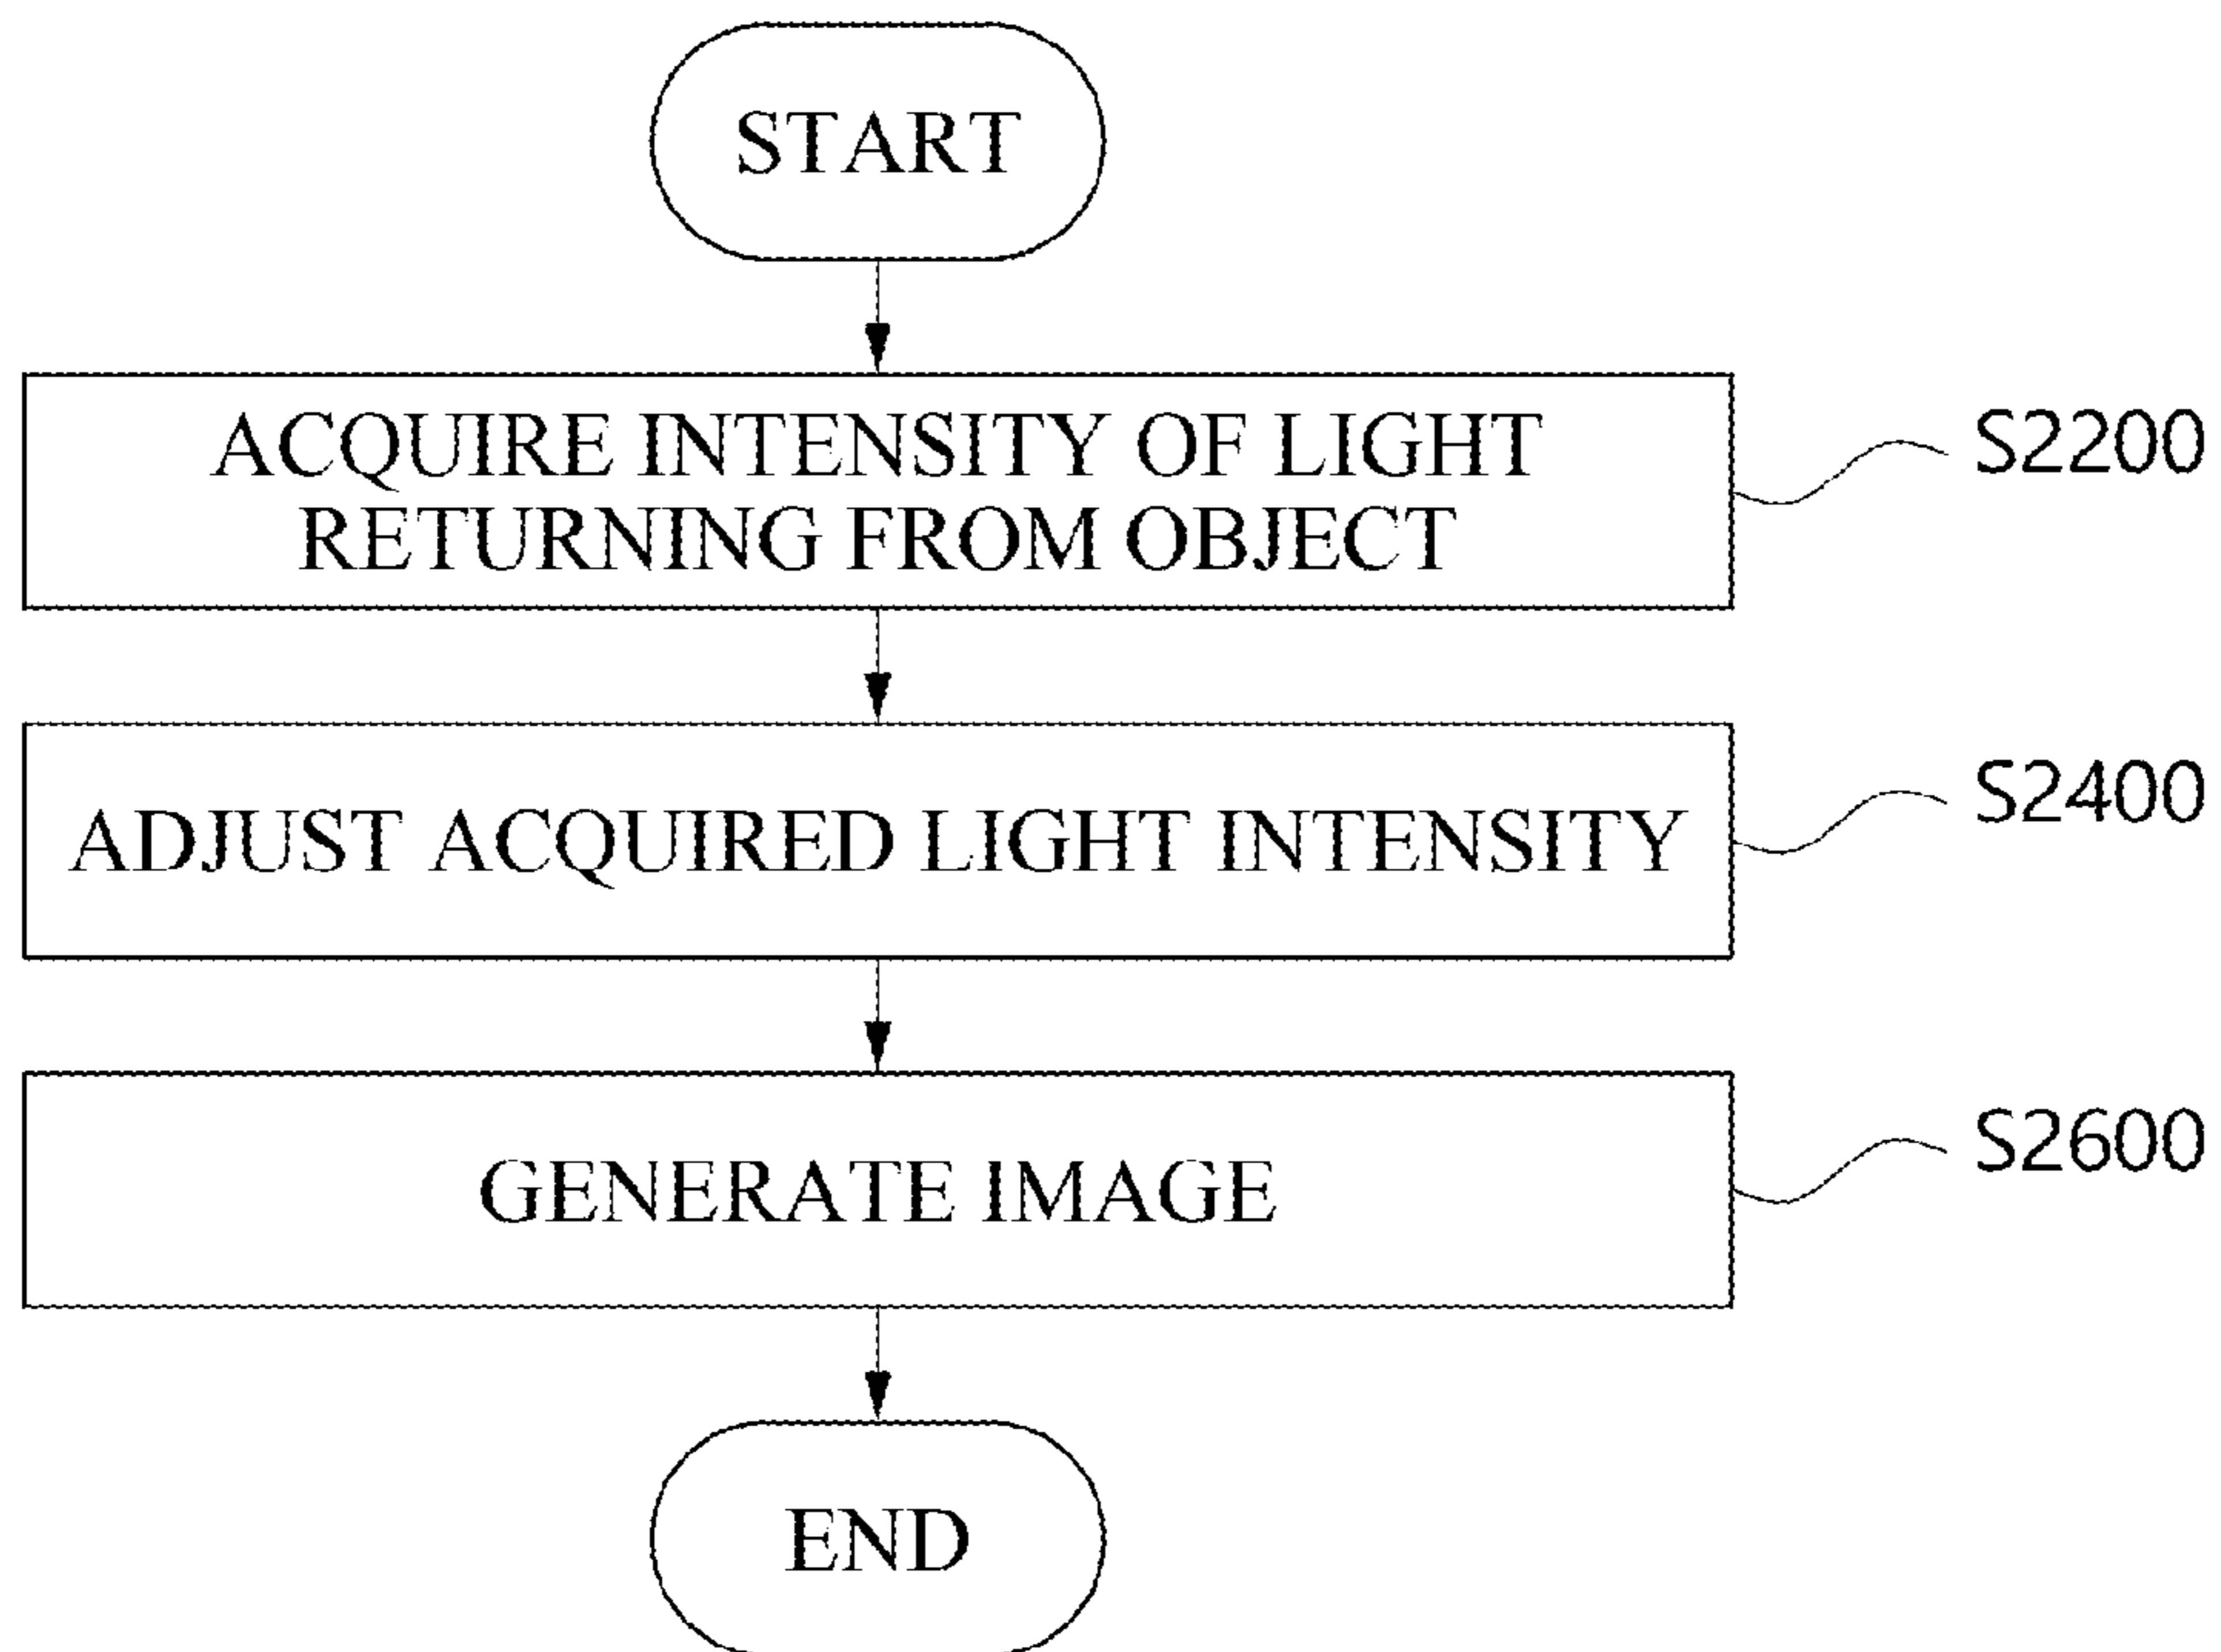 START
ACQUIRE INTENSITY OF LIGHT
RETURNING FROM OBJECT
S2200
ADJUST ACQUIRED LIGHT INTENSITY
S2400
GENERATE IMAGE
S2600
END